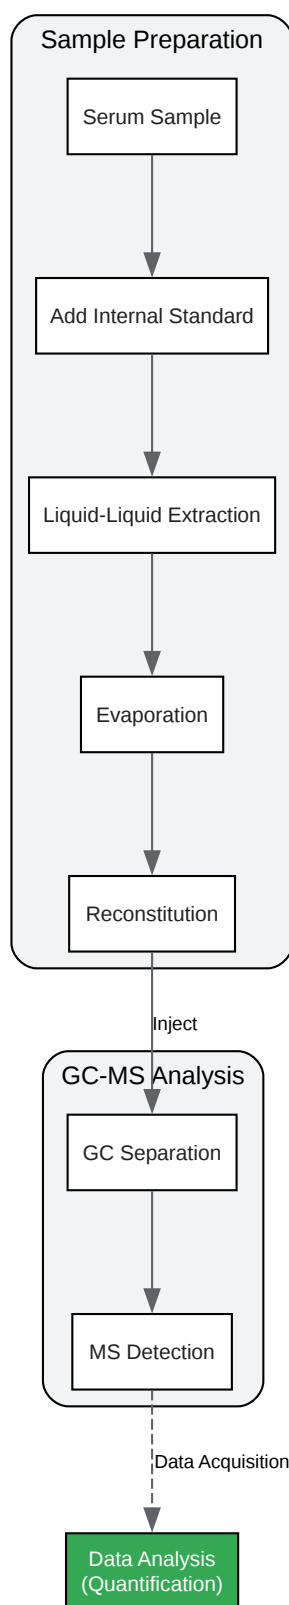 Sample Preparation
Serum Sample
Add Internal Standard
Liquid-Liquid Extraction
Evaporation
Reconstitution
Inject
GC-MS Analysis
GC Separation
MS Detection
Data Acquisition
Data Analysis
(Quantification)